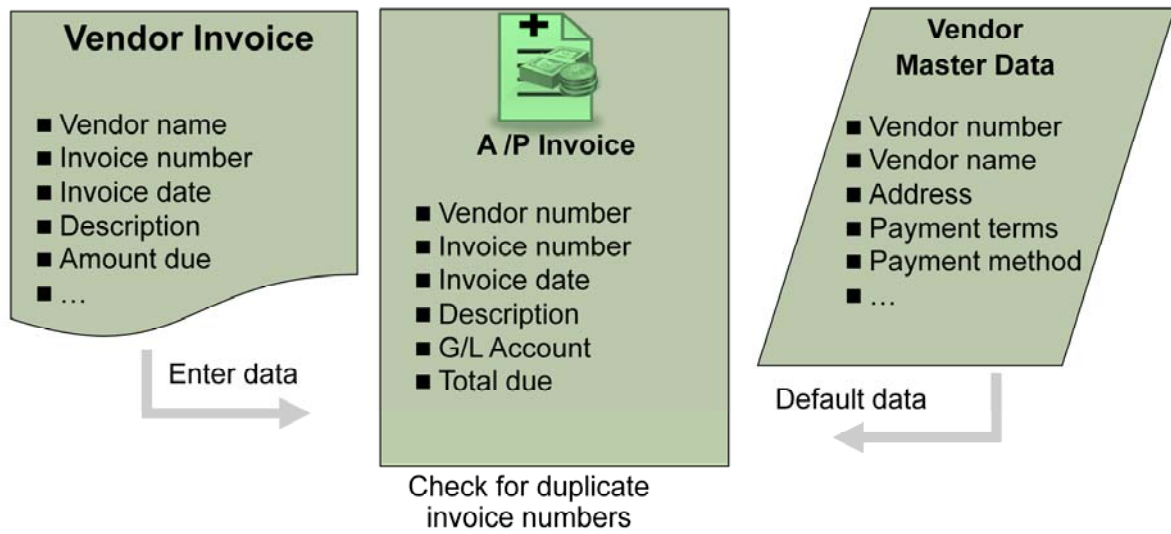 Vendor Invoice
■ Vendor name
■ Invoice number
■ Invoice date
■ Description
■ Amount due
■ …
Enter data
A /P Invoice
■ Vendor number
■ Invoice number
■ Invoice date
■ Description
■ G/L Account
■ Total due
Check for duplicate
invoice numbers
Vendor
Master Data
■ Vendor number
■ Vendor name
■ Address
■ Payment terms
■ Payment method
■ …
Default data